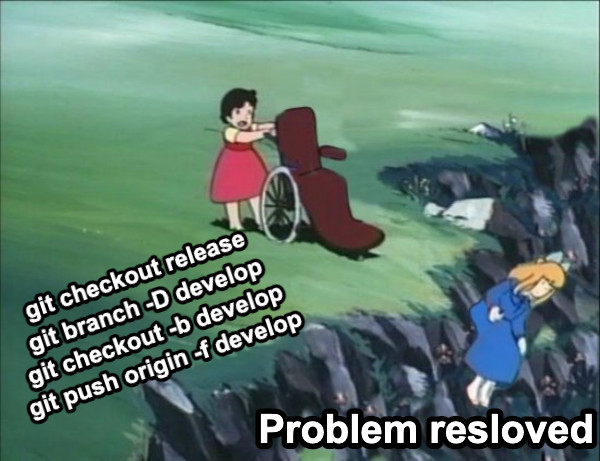 git checkout release
git branch -D develop
git checkout -b develop
git push origin -f develop
Problem resloved